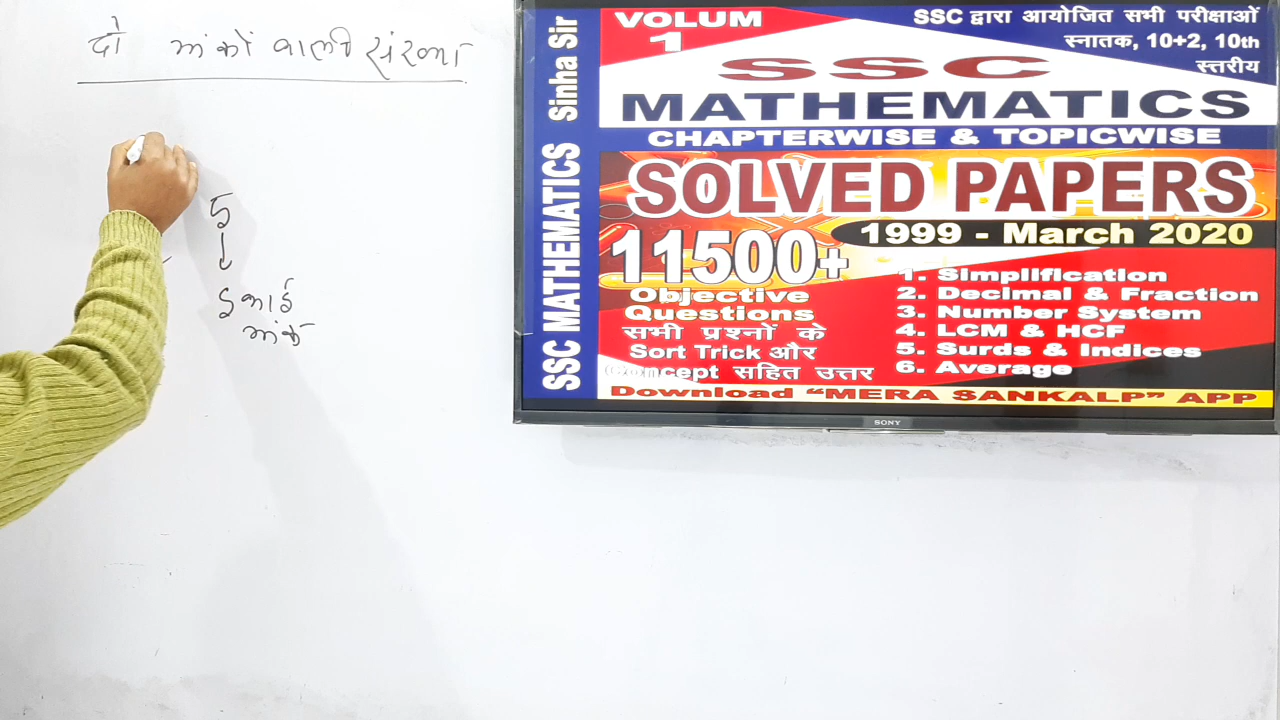 दो अंकों वाली संख्या
5
इकाई
अंक
SSC MATHEMATICS Sinha Sir
VOLUM
1
SSC द्वारा आयोजित सभी परीक्षाओं
स्नातक, 10+2, 10th
स्तरीय
SSC
MATHEMATICS
CHAPTERWISE & TOPICWISE
SOLVED PAPERS
1999 - March 2020
11500+
Objective
Questions
सभी प्रश्नों के
Sort Trick और
Concept सहित उत्तर
1. Simplification
2. Decimal & Fraction
3. Number System
4. LCM & HCF
5. Surds & Indices
6. Average
Download “MERA SANKALP” APP
SONY